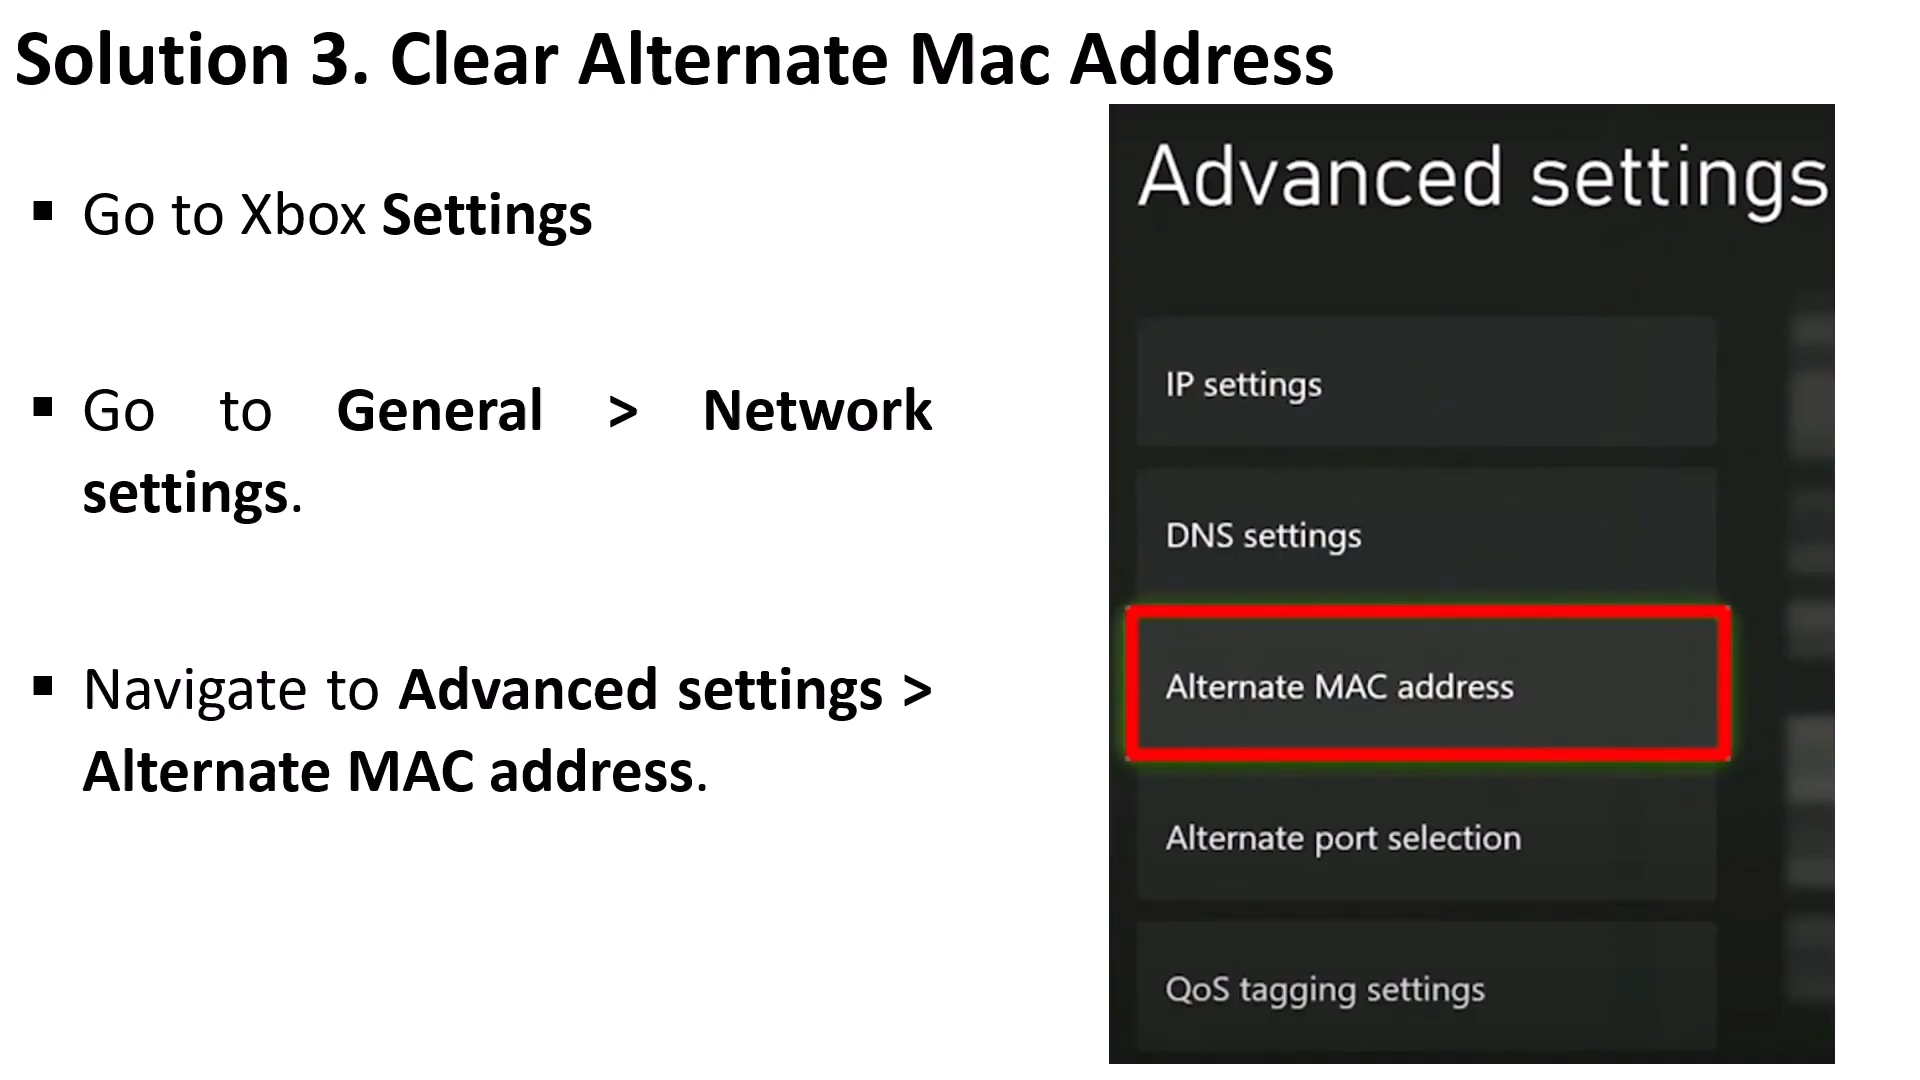 Solution 3. Clear Alternate Mac Address
▪ Go to Xbox Settings
▪ Go to General > Network
settings.
▪ Navigate to Advanced settings >
Alternate MAC address.
Advanced settings
IP settings
DNS settings
Alternate MAC address
Alternate port selection
QoS tagging settings